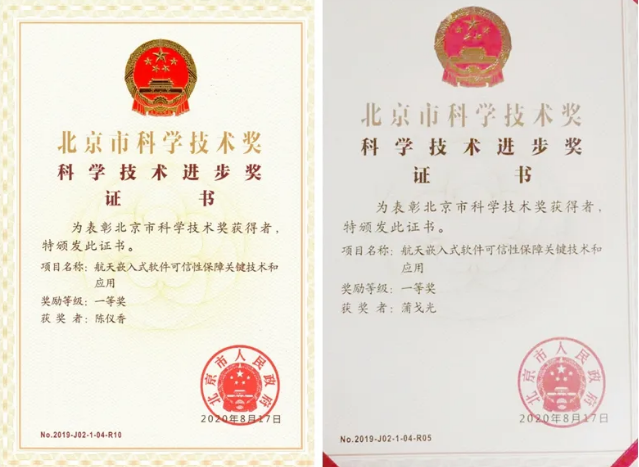 北京市科学技术奖
科学技术进步奖
证 书
为表彰北京市科学技术奖获得者，
特颁发此证书。
项目名称：航天嵌入式软件可信性保障关键技术和
应用
奖励等级：一等奖
获 奖 者：陈仪香
北京市人民政府
2020年8月17日
No.2019-J02-1-04-R10
北京市科学技术奖
科学技术进步奖
证 书
为表彰北京市科学技术奖获得者，
特颁发此证书。
项目名称：航天嵌入式软件可信性保障关键技术和
应用
奖励等级：一等奖
获 奖 者：蒲戈光
北京市人民政府
2020年8月17日
No.2019-J02-1-04-R05